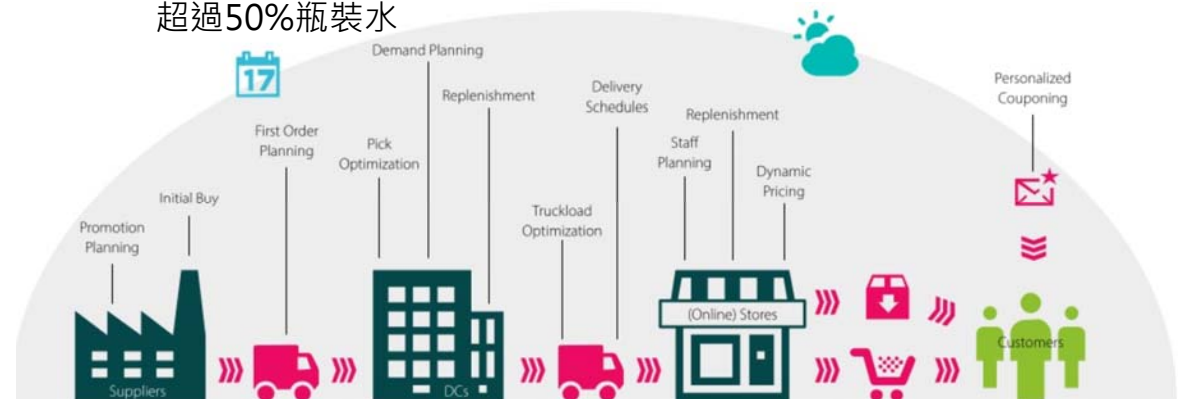 超過50%瓶裝水
17
Demand Planning
Replenishment
Delivery
Schedules
Personalized
Couponing
First Order
Planning
Pick
Optimization
Replenishment
Staff
Planning
Dynamic
Pricing
Initial Buy
Promotion
Planning
Truckload
Optimization
(Online) Stores
Customers
Suppliers
DCs